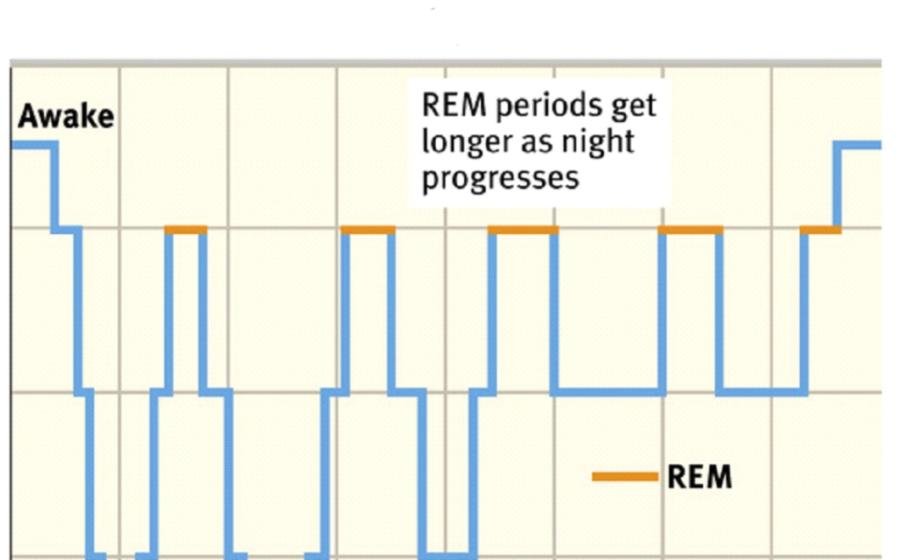 Awake
REM periods get
longer as night
progresses
REM